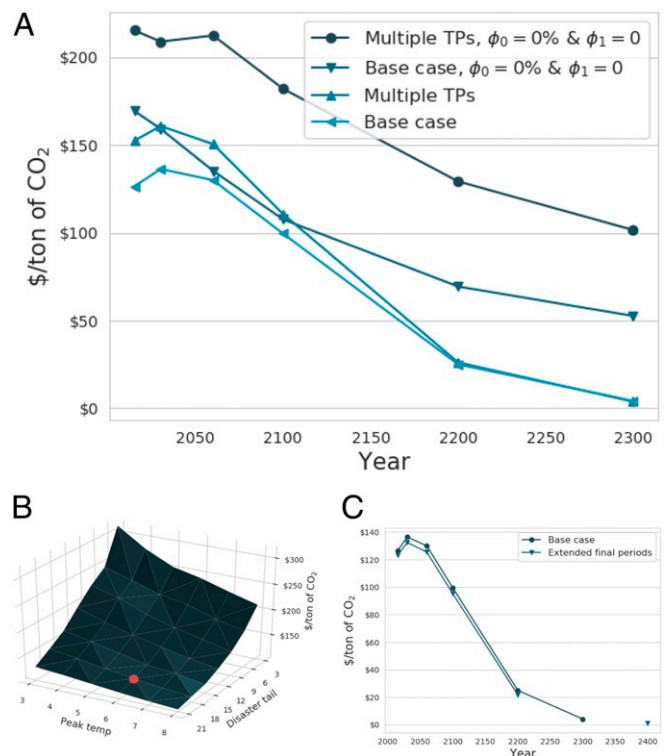 A
$200
$150
$100
$50
$0
$/ton of CO₂
Multiple TPs, ϕ₀ = 0% & ϕ₁ = 0
Base case, ϕ₀ = 0% & ϕ₁ = 0
Multiple TPs
Base case
2050
2100
2150
2200
2250
2300
Year
B
$300
$200
$150
$/ton of CO₂
3
4
5
6
7
8
Peak temp
21
18
15
12
9
6
3
Disaster tail
C
$140
$120
$100
$80
$60
$40
$20
$0
$/ton of CO₂
Base case
Extended final periods
2000
2050
2100
2150
2200
2250
2300
2350
2400
Year